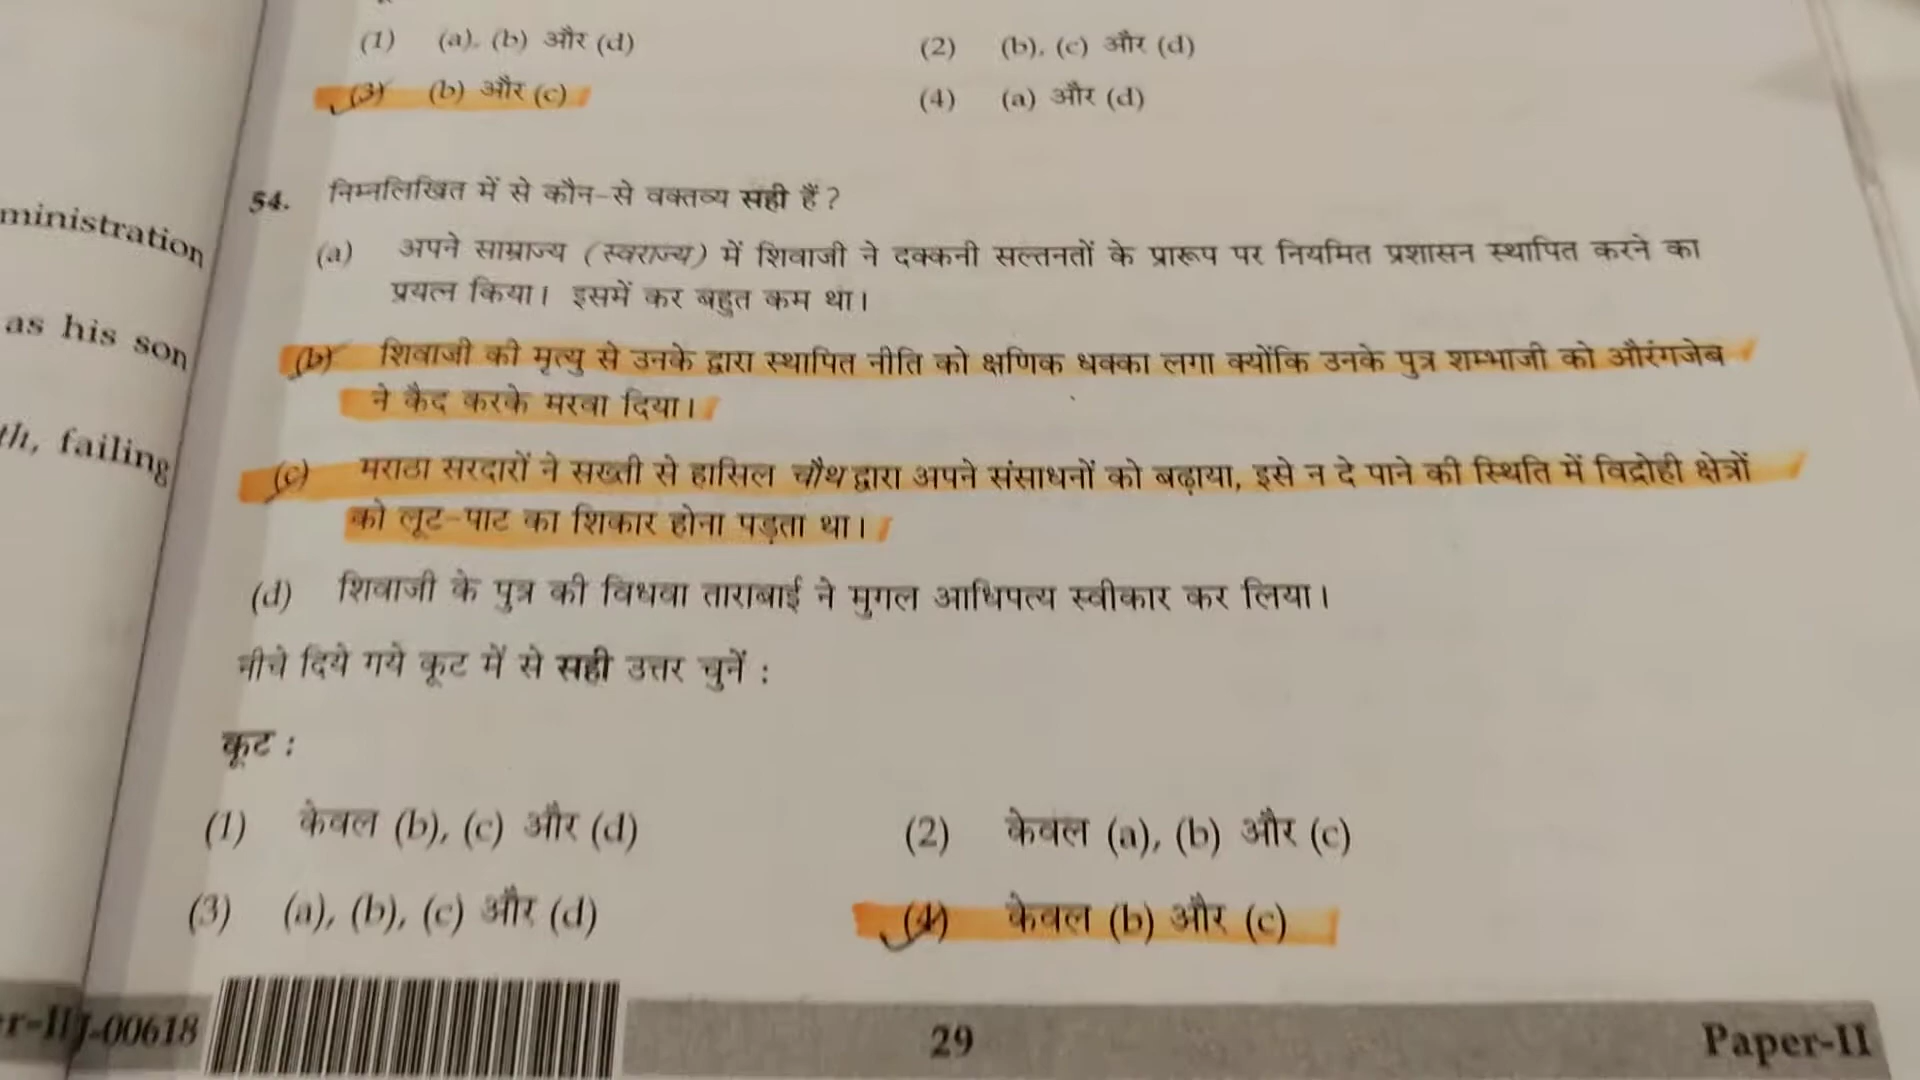 (1) (a), (b) और (d) (2) (b), (c) और (d)
(3) (b) और (c) (4) (a) और (d)
54. निम्नलिखित में से कौन-से वक्तव्य सही हैं ?
(a) अपने साम्राज्य (स्वराज्य) में शिवाजी ने दक्कनी सल्तनतों के प्रारूप पर नियमित प्रशासन स्थापित करने का
प्रयत्न किया। इसमें कर बहुत कम था।
(b) शिवाजी की मृत्यु से उनके द्वारा स्थापित नीति को क्षणिक धक्का लगा क्योंकि उनके पुत्र शम्भाजी को औरंगजेब
ने कैद करके मरवा दिया।
(c) मराठा सरदारों ने सख्ती से हासिल चौथ द्वारा अपने संसाधनों को बढ़ाया, इसे न दे पाने की स्थिति में विद्रोही क्षेत्रों
को लूट-पाट का शिकार होना पड़ता था।
(d) शिवाजी के पुत्र की विधवा ताराबाई ने मुगल आधिपत्य स्वीकार कर लिया।
नीचे दिये गये कूट में से सही उत्तर चुनें :
कूट :
(1) केवल (b), (c) और (d) (2) केवल (a), (b) और (c)
(3) (a), (b), (c) और (d) (4) केवल (b) और (c)
J-00618 29 Paper-II
ministration
as his son
th, failing